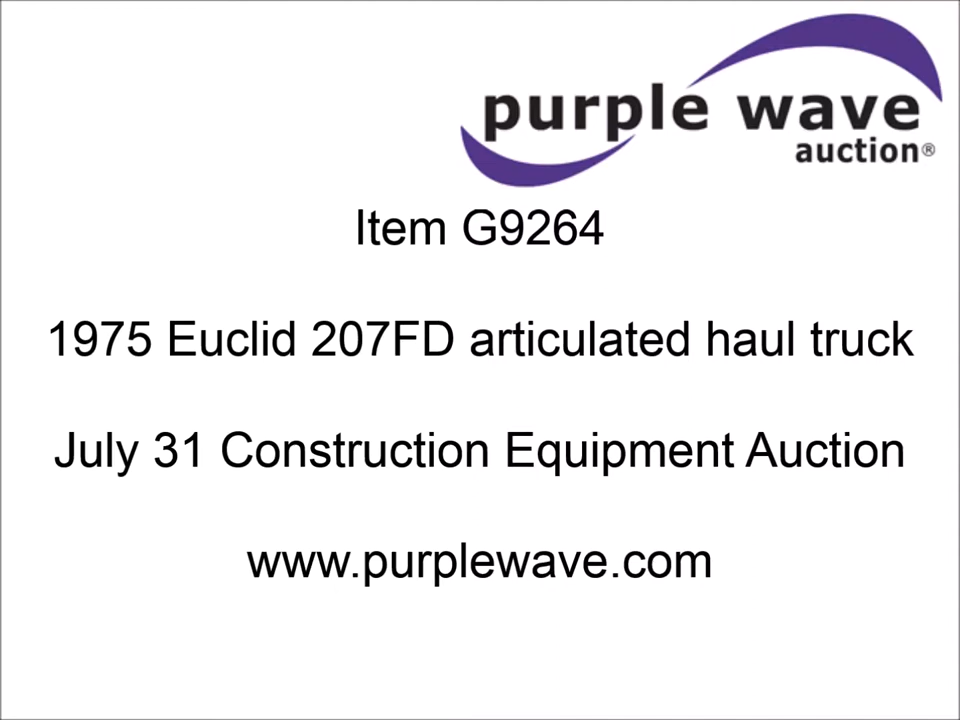 purple wave
auction®
Item G9264
1975 Euclid 207FD articulated haul truck
July 31 Construction Equipment Auction
www.purplewave.com